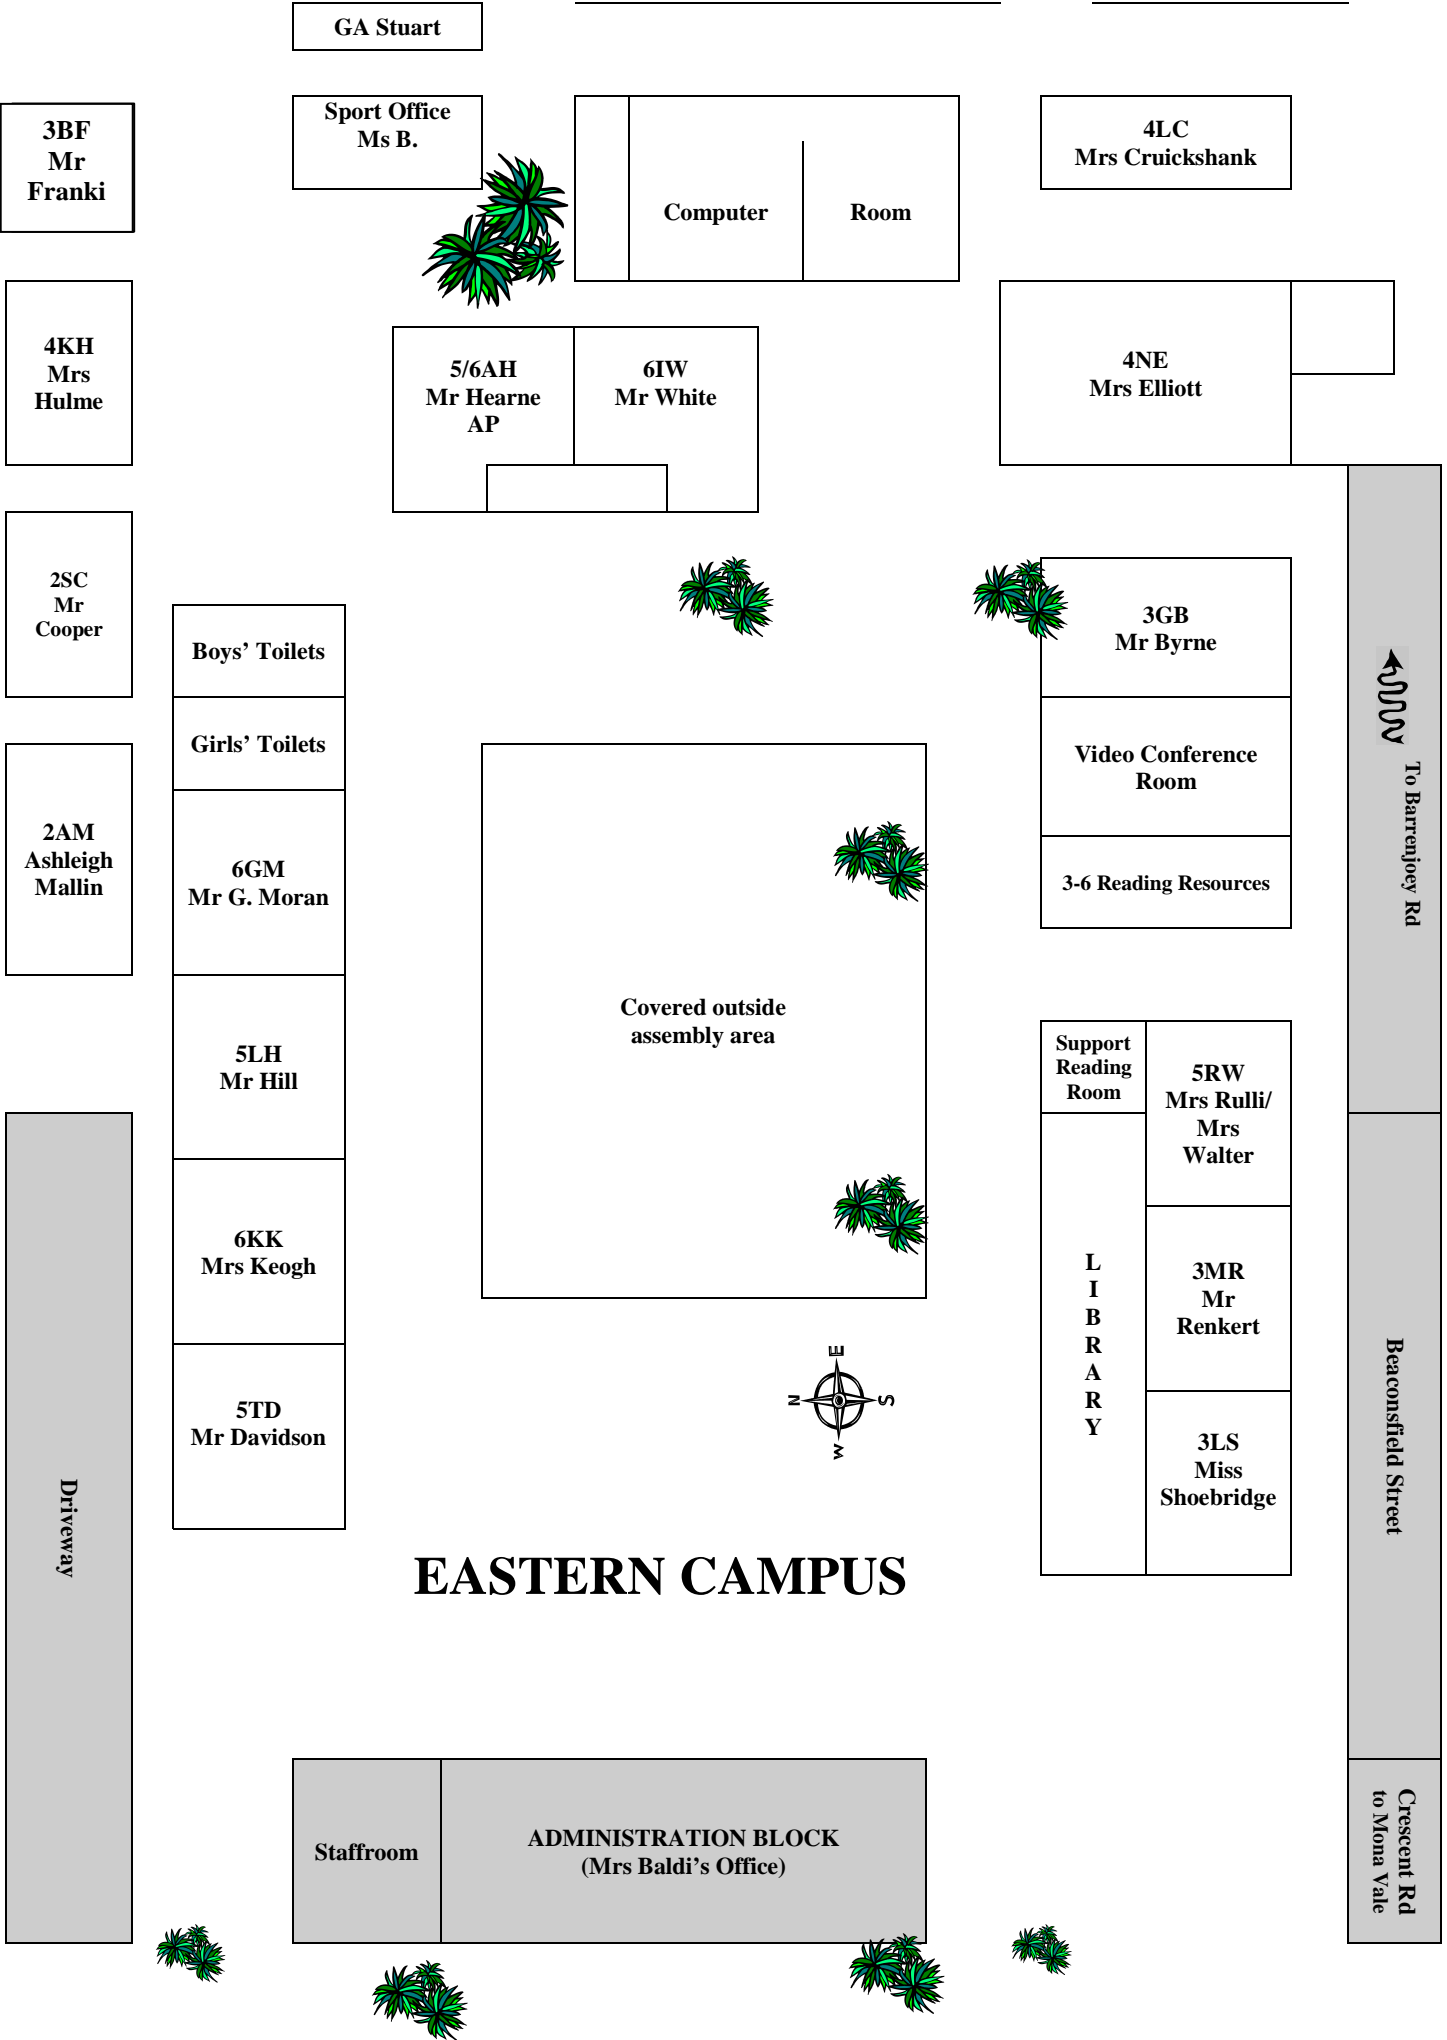 GA Stuart
Sport Office
Ms B.
3BF
Mr
Franki
Computer
Room
4LC
Mrs Cruickshank
4KH
Mrs
Hulme
5/6AH
Mr Hearne
AP
6IW
Mr White
4NE
Mrs Elliott
2SC
Mr
Cooper
Boys’ Toilets
Girls’ Toilets
3GB
Mr Byrne
Video Conference
Room
3-6 Reading Resources
To Barrenjoey Rd
2AM
Ashleigh
Mallin
6GM
Mr G. Moran
5LH
Mr Hill
6KK
Mrs Keogh
5TD
Mr Davidson
Covered outside
assembly area
Support
Reading
Room
5RW
Mrs Rulli/
Mrs
Walter
3MR
Mr
Renkert
3LS
Miss
Shoebridge
L
I
B
R
A
R
Y
Beaconsfield Street
E
N
S
W
Driveway
EASTERN CAMPUS
Staffroom
ADMINISTRATION BLOCK
(Mrs Baldi’s Office)
Crescent Rd
to Mona Vale